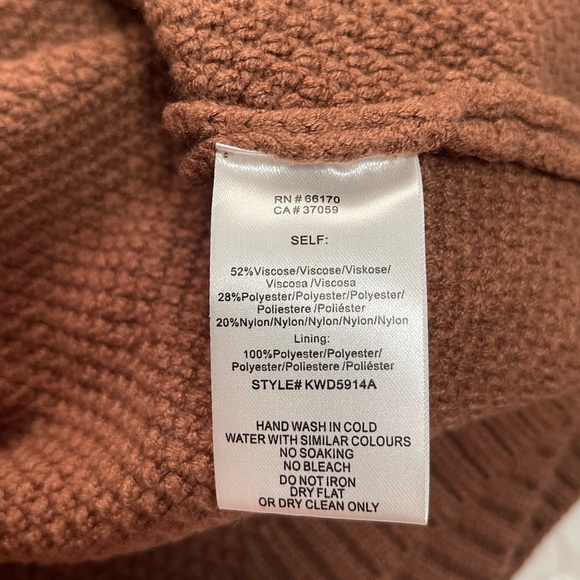 RN# 66170
CA# 37059
SELF:
52%Viscose/Viscose/Viskose/
Viscosa /Viscosa
28%Polyester/Polyester/Polyester/
Poliestere /Poliéster
20%Nylon/Nylon/Nylon/Nylon/Nylon
Lining:
100%Polyester/Polyester/
Polyester/Poliestere /Poliéster
STYLE# KWD5914A
HAND WASH IN COLD
WATER WITH SIMILAR COLOURS
NO SOAKING
NO BLEACH
DO NOT IRON
DRY FLAT
OR DRY CLEAN ONLY